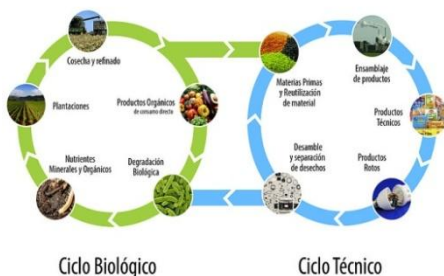 Cosecha y refinado
Plantaciones
Productos Orgánicos
de consumo directo
Nutrientes
Minerales y Orgánicos
Degradación
Biológica
Materias Primas
y Reutilización
de material
Ensamblaje
de productos
Productos
Técnicos
Desamble
y separación
de desechos
Productos
Rotos
Ciclo Biológico
Ciclo Técnico